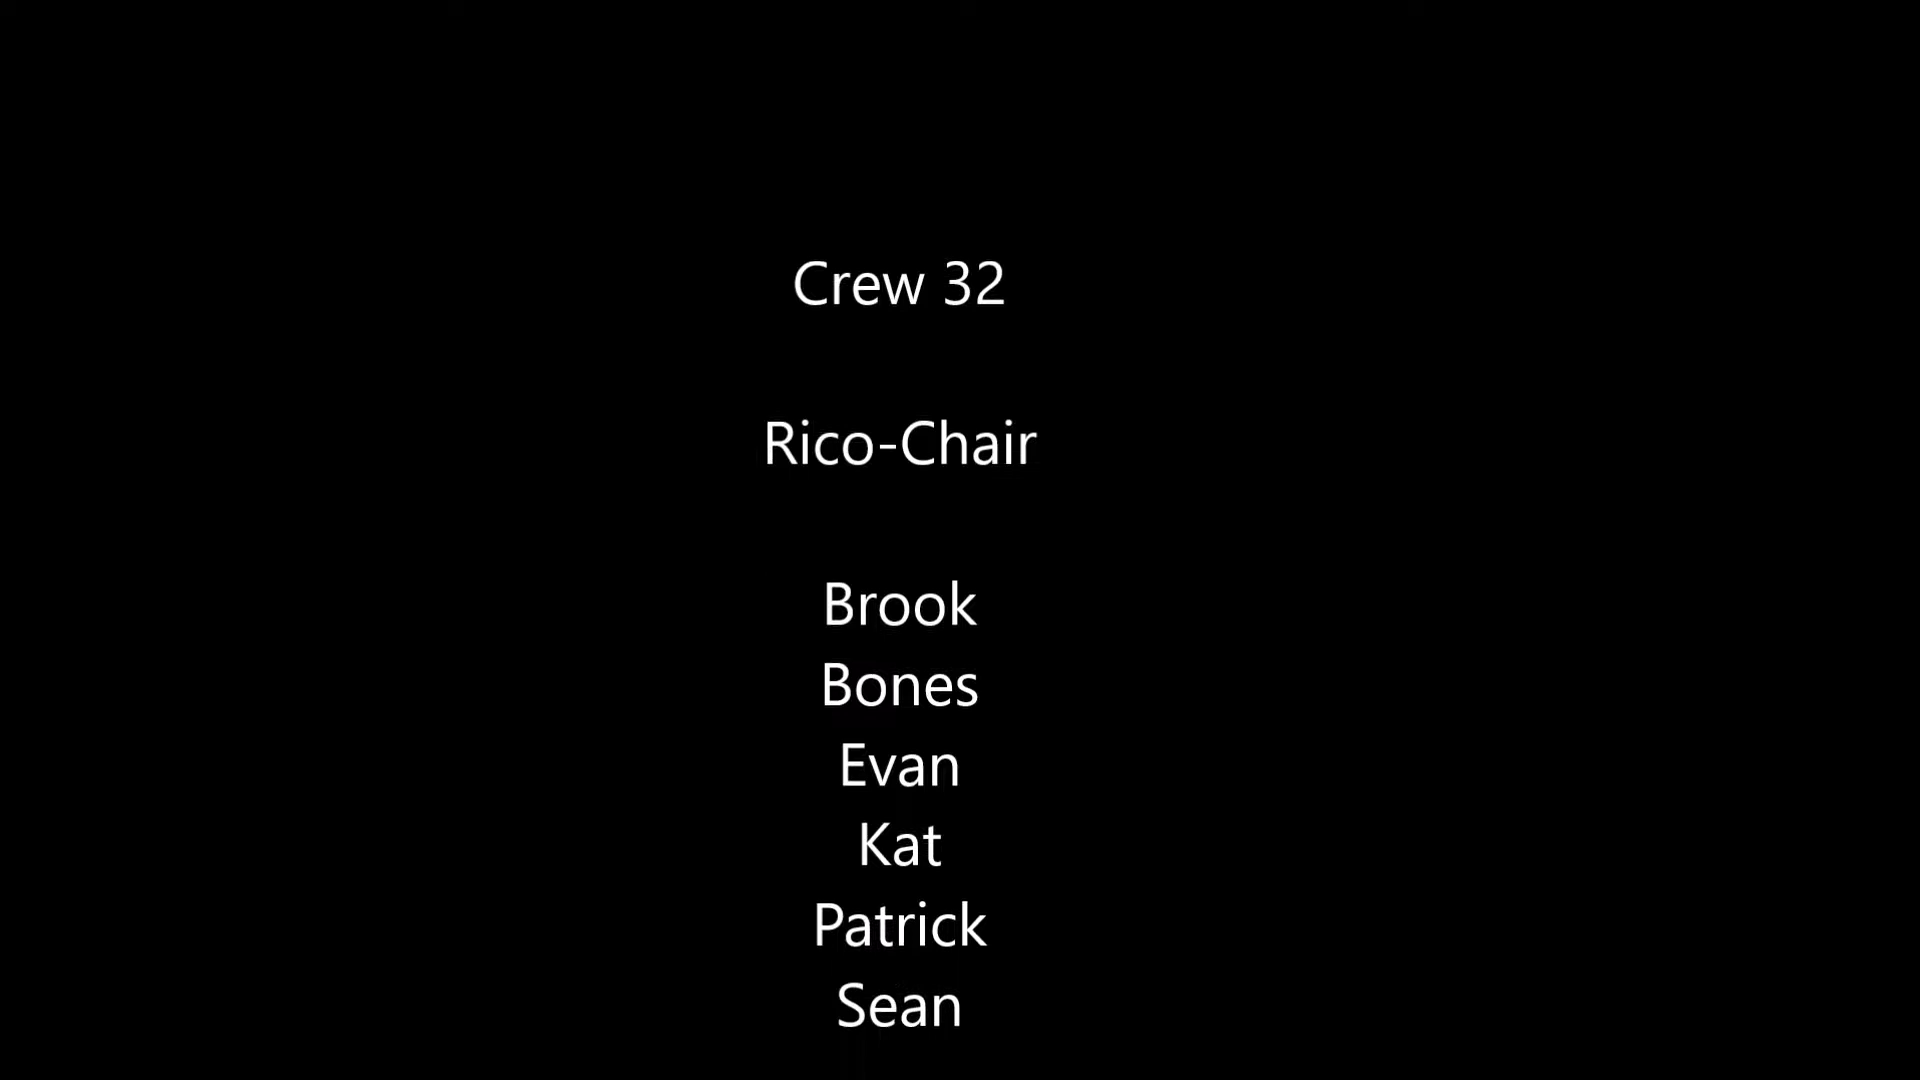 Crew 32
Rico-Chair
Brook
Bones
Evan
Kat
Patrick
Sean